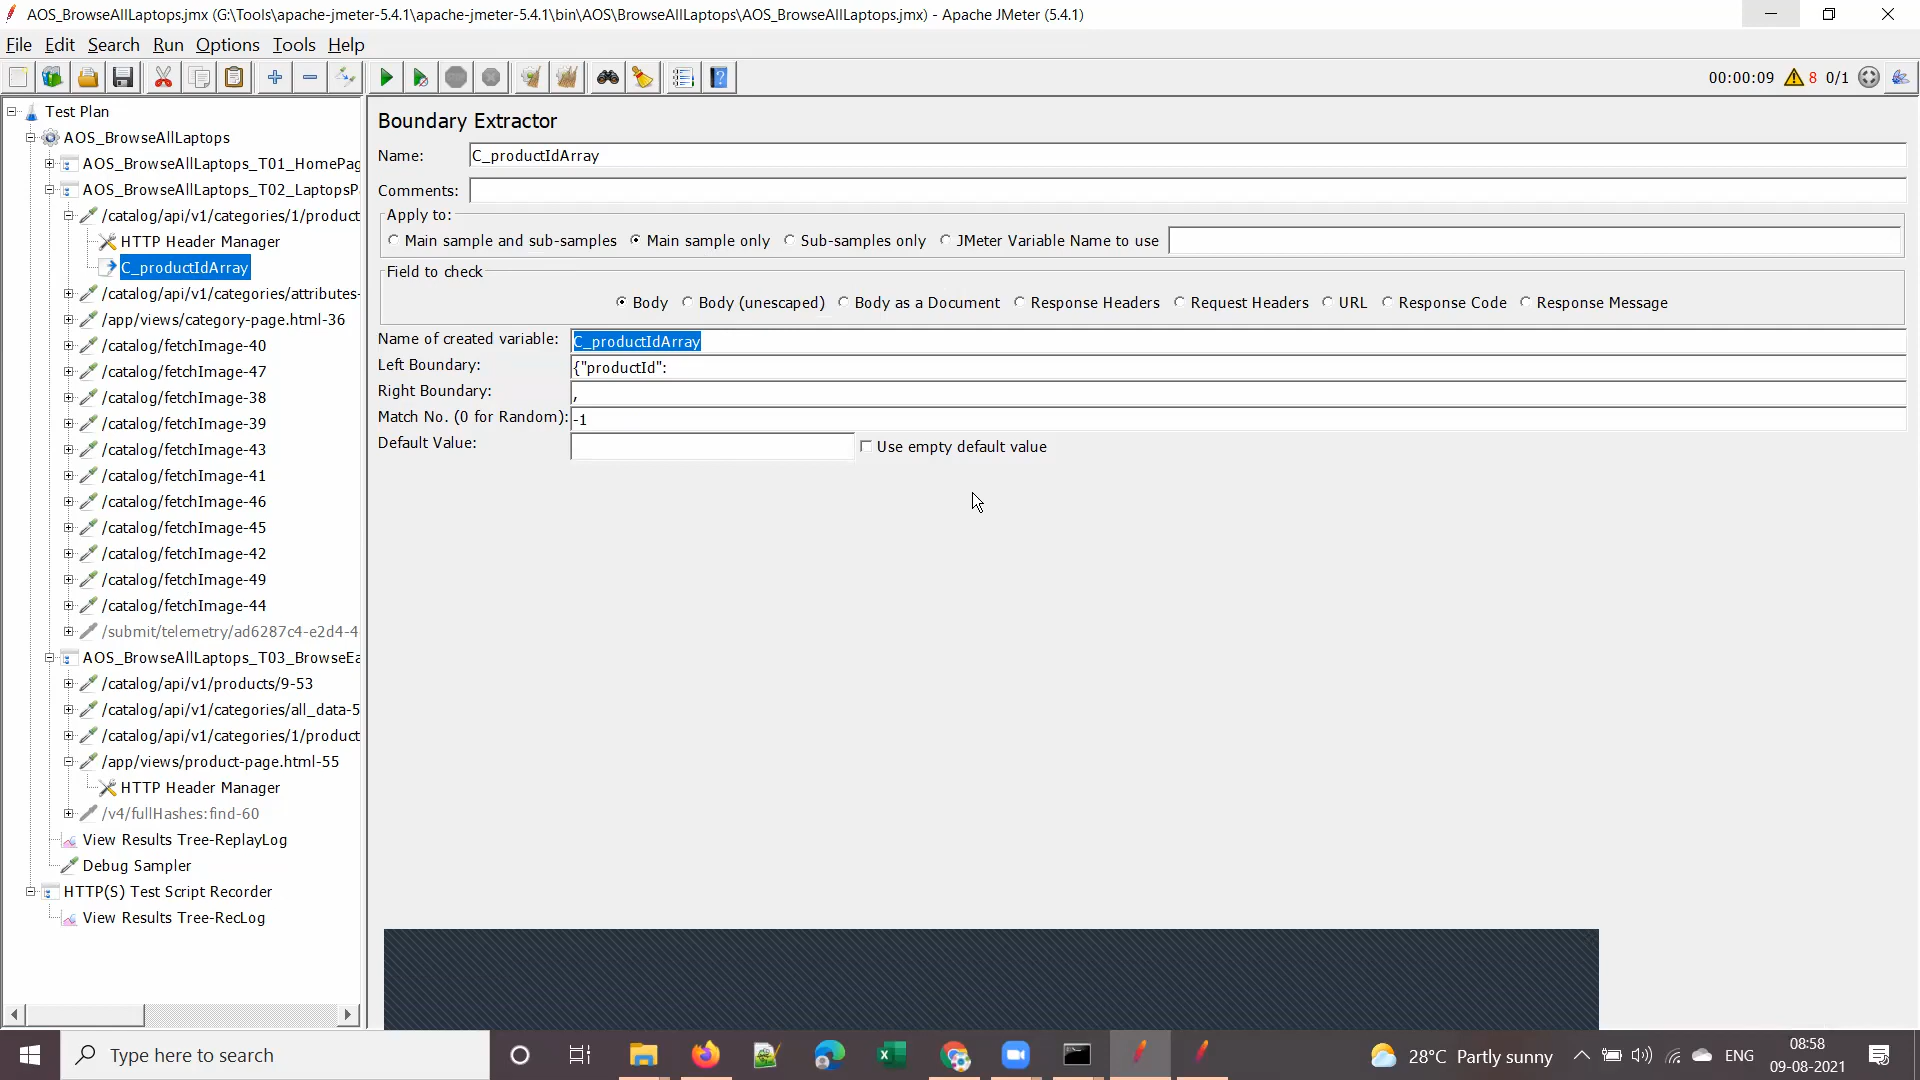 AOS_BrowseAllLaptops.jmx (G:\Tools\apache-jmeter-5.4.1\apache-jmeter-5.4.1\bin\AOS\BrowseAllLaptops\AOS_BrowseAllLaptops.jmx) - Apache JMeter (5.4.1)
File Edit Search Run Options Tools Help
00:00:09 8 0/1
Test Plan
AOS_BrowseAllLaptops
AOS_BrowseAllLaptops_T01_HomePag
AOS_BrowseAllLaptops_T02_LaptopsP
/catalog/api/v1/categories/1/product
HTTP Header Manager
C_productIdArray
/catalog/api/v1/categories/attributes-
/app/views/category-page.html-36
/catalog/fetchImage-40
/catalog/fetchImage-47
/catalog/fetchImage-38
/catalog/fetchImage-39
/catalog/fetchImage-43
/catalog/fetchImage-41
/catalog/fetchImage-46
/catalog/fetchImage-45
/catalog/fetchImage-42
/catalog/fetchImage-49
/catalog/fetchImage-44
/submit/telemetry/ad6287c4-e2d4-4
AOS_BrowseAllLaptops_T03_BrowseEa
/catalog/api/v1/products/9-53
/catalog/api/v1/categories/all_data-5
/catalog/api/v1/categories/1/product
/app/views/product-page.html-55
HTTP Header Manager
/v4/fullHashes:find-60
View Results Tree-ReplayLog
Debug Sampler
HTTP(S) Test Script Recorder
View Results Tree-RecLog
Boundary Extractor
Name: C_productIdArray
Comments:
Apply to:
Main sample and sub-samples Main sample only Sub-samples only JMeter Variable Name to use
Field to check
Body Body (unescaped) Body as a Document Response Headers Request Headers URL Response Code Response Message
Name of created variable: C_productIdArray
Left Boundary: {"productId":
Right Boundary: ,
Match No. (0 for Random): -1
Default Value: Use empty default value
Type here to search
28°C Partly sunny
ENG
08:58
09-08-2021